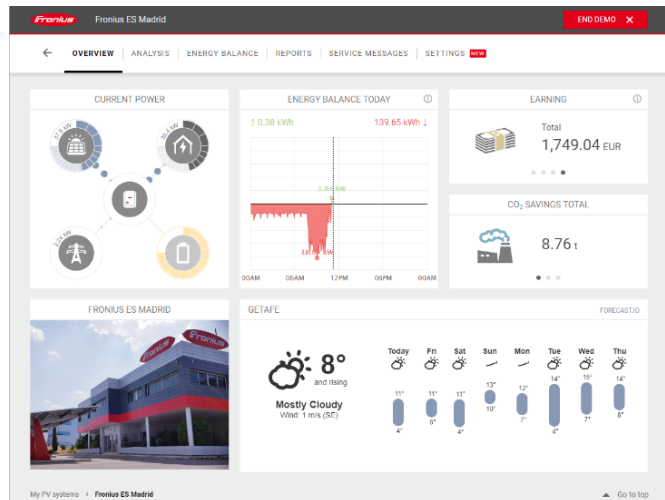 Fronius Fronius ES Madrid END DEMO X
← OVERVIEW ANALYSIS ENERGY BALANCE REPORTS SERVICE MESSAGES SETTINGS NEW
CURRENT POWER
ENERGY BALANCE TODAY
↑ 0.38 kWh 139.65 kWh ↓
00AM 06AM 12PM 06PM 00AM
EARNING
Total
1,749.04 EUR
CO₂ SAVINGS TOTAL
8.76 t
FRONIUS ES MADRID
Fronius Fronius
GETAFE FORECAST.IO
8°
and rising
Mostly Cloudy
Wind: 1 m/s (SE)
Today Fri Sat Sun Mon Tue Wed Thu
11° 11° 11° 13° 12° 14° 15° 14°
4° 6° 4° 10° 7° 4° 7° 8°
My PV systems > Fronius ES Madrid Go to top